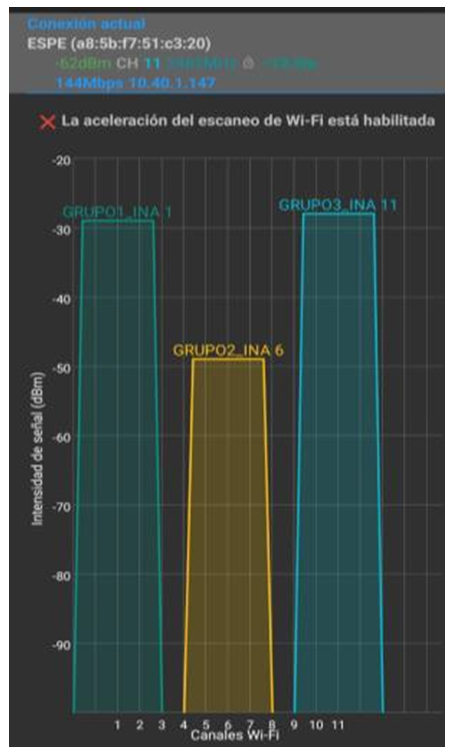 Conexión actual
ESPE (a8:5b:f7:51:c3:20)
-62dBm CH 11
144Mbps 10.40.1.147
La aceleración del escaneo de Wi-Fi está habilitada
-20
GRUPO1_INA 1
GRUPO3_INA 11
-30
-40
GRUPO2_INA 6
-50
Intensidad de señal (dBm)
-60
-70
-80
-90
1 2 3 4 5 6 7 8 9 10 11
Canales Wi-Fi